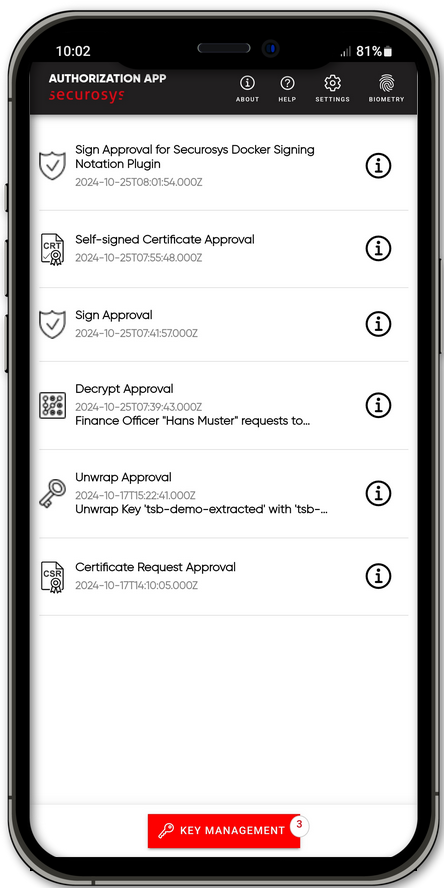 10:02
81%
AUTHORIZATION APP
securosys
ABOUT
HELP
SETTINGS
BIOMETRY
Sign Approval for Securosys Docker Signing
Notation Plugin
2024-10-25T08:01:54.000Z
CRT
Self-signed Certificate Approval
2024-10-25T07:55:48.000Z
Sign Approval
2024-10-25T07:41:57.000Z
Decrypt Approval
2024-10-25T07:39:43.000Z
Finance Officer "Hans Muster" requests to...
Unwrap Approval
2024-10-17T15:22:41.000Z
Unwrap Key 'tsb-demo-extracted' with 'tsb-...
CSR
Certificate Request Approval
2024-10-17T14:10:05.000Z
KEY MANAGEMENT
3